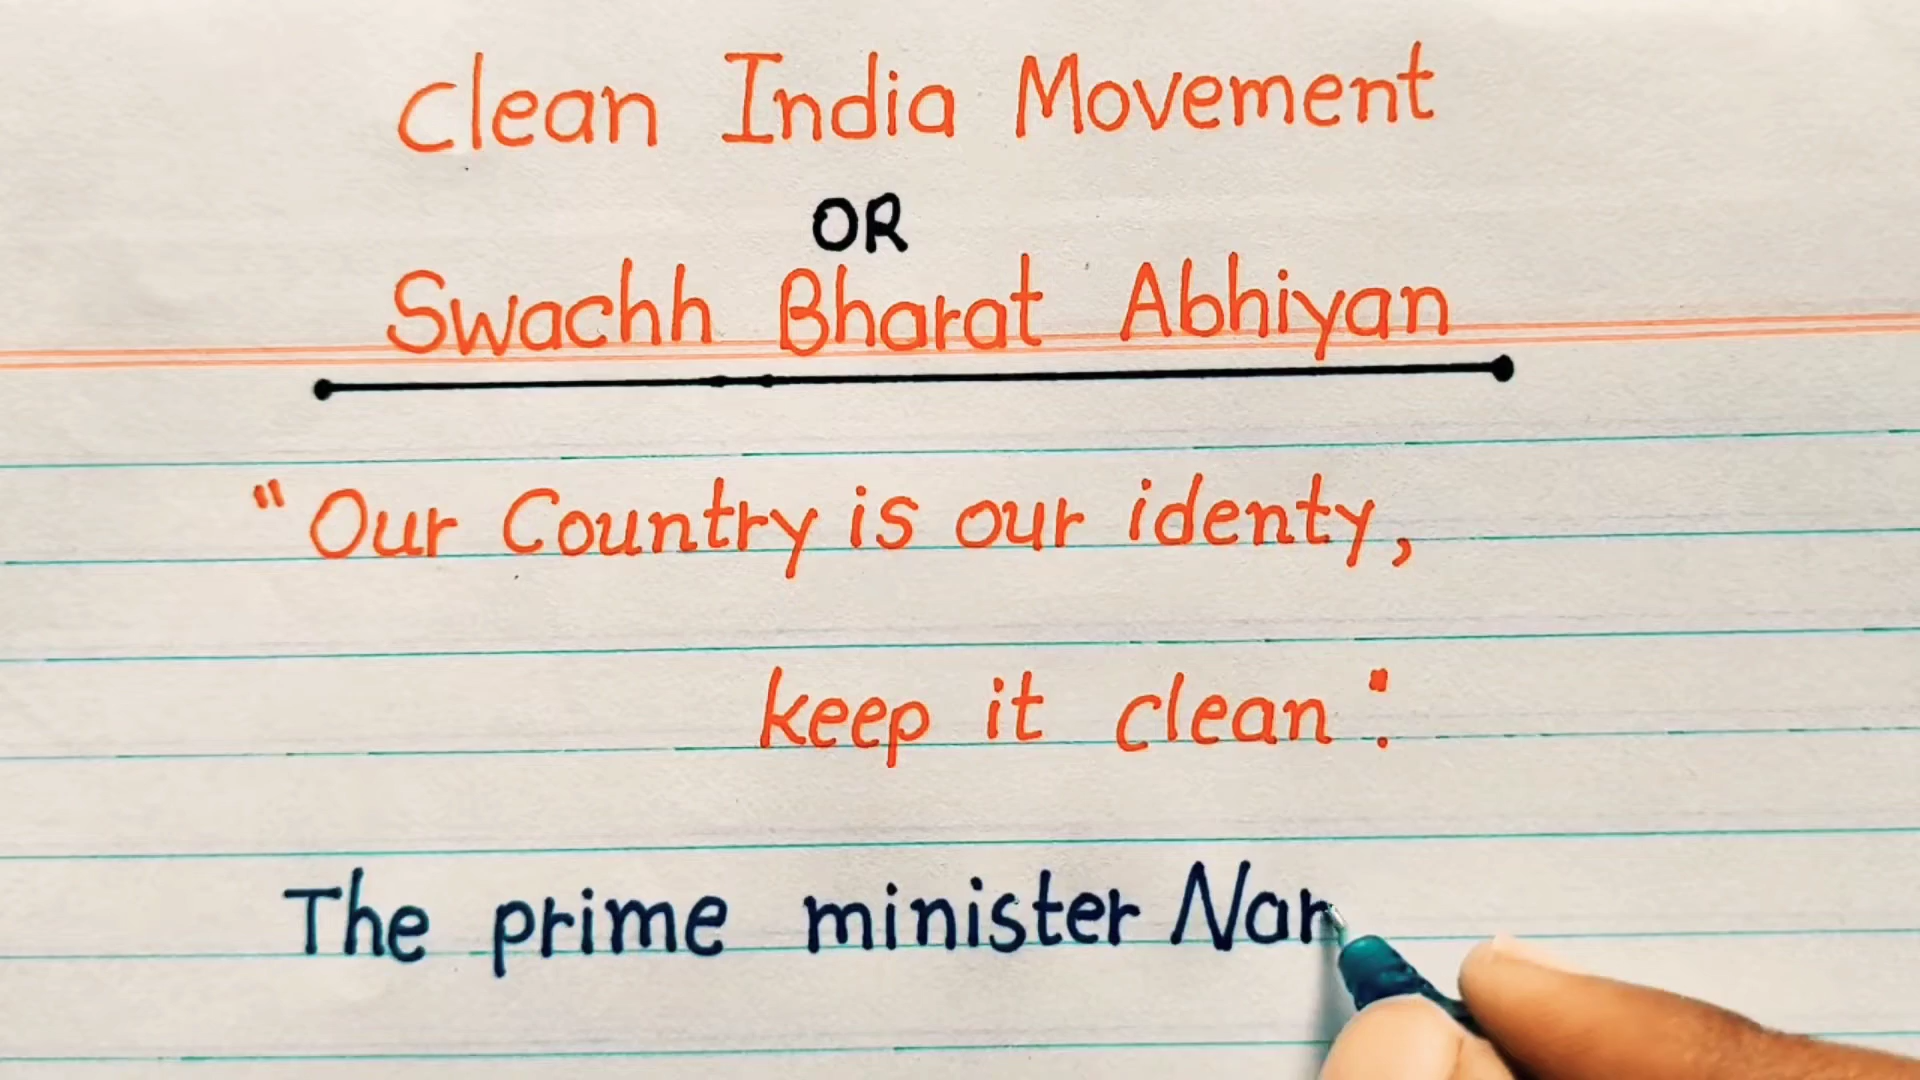 Clean India Movement
OR
Swachh Bharat Abhiyan
"Our Country is our identy,
keep it clean".
The prime minister Nar